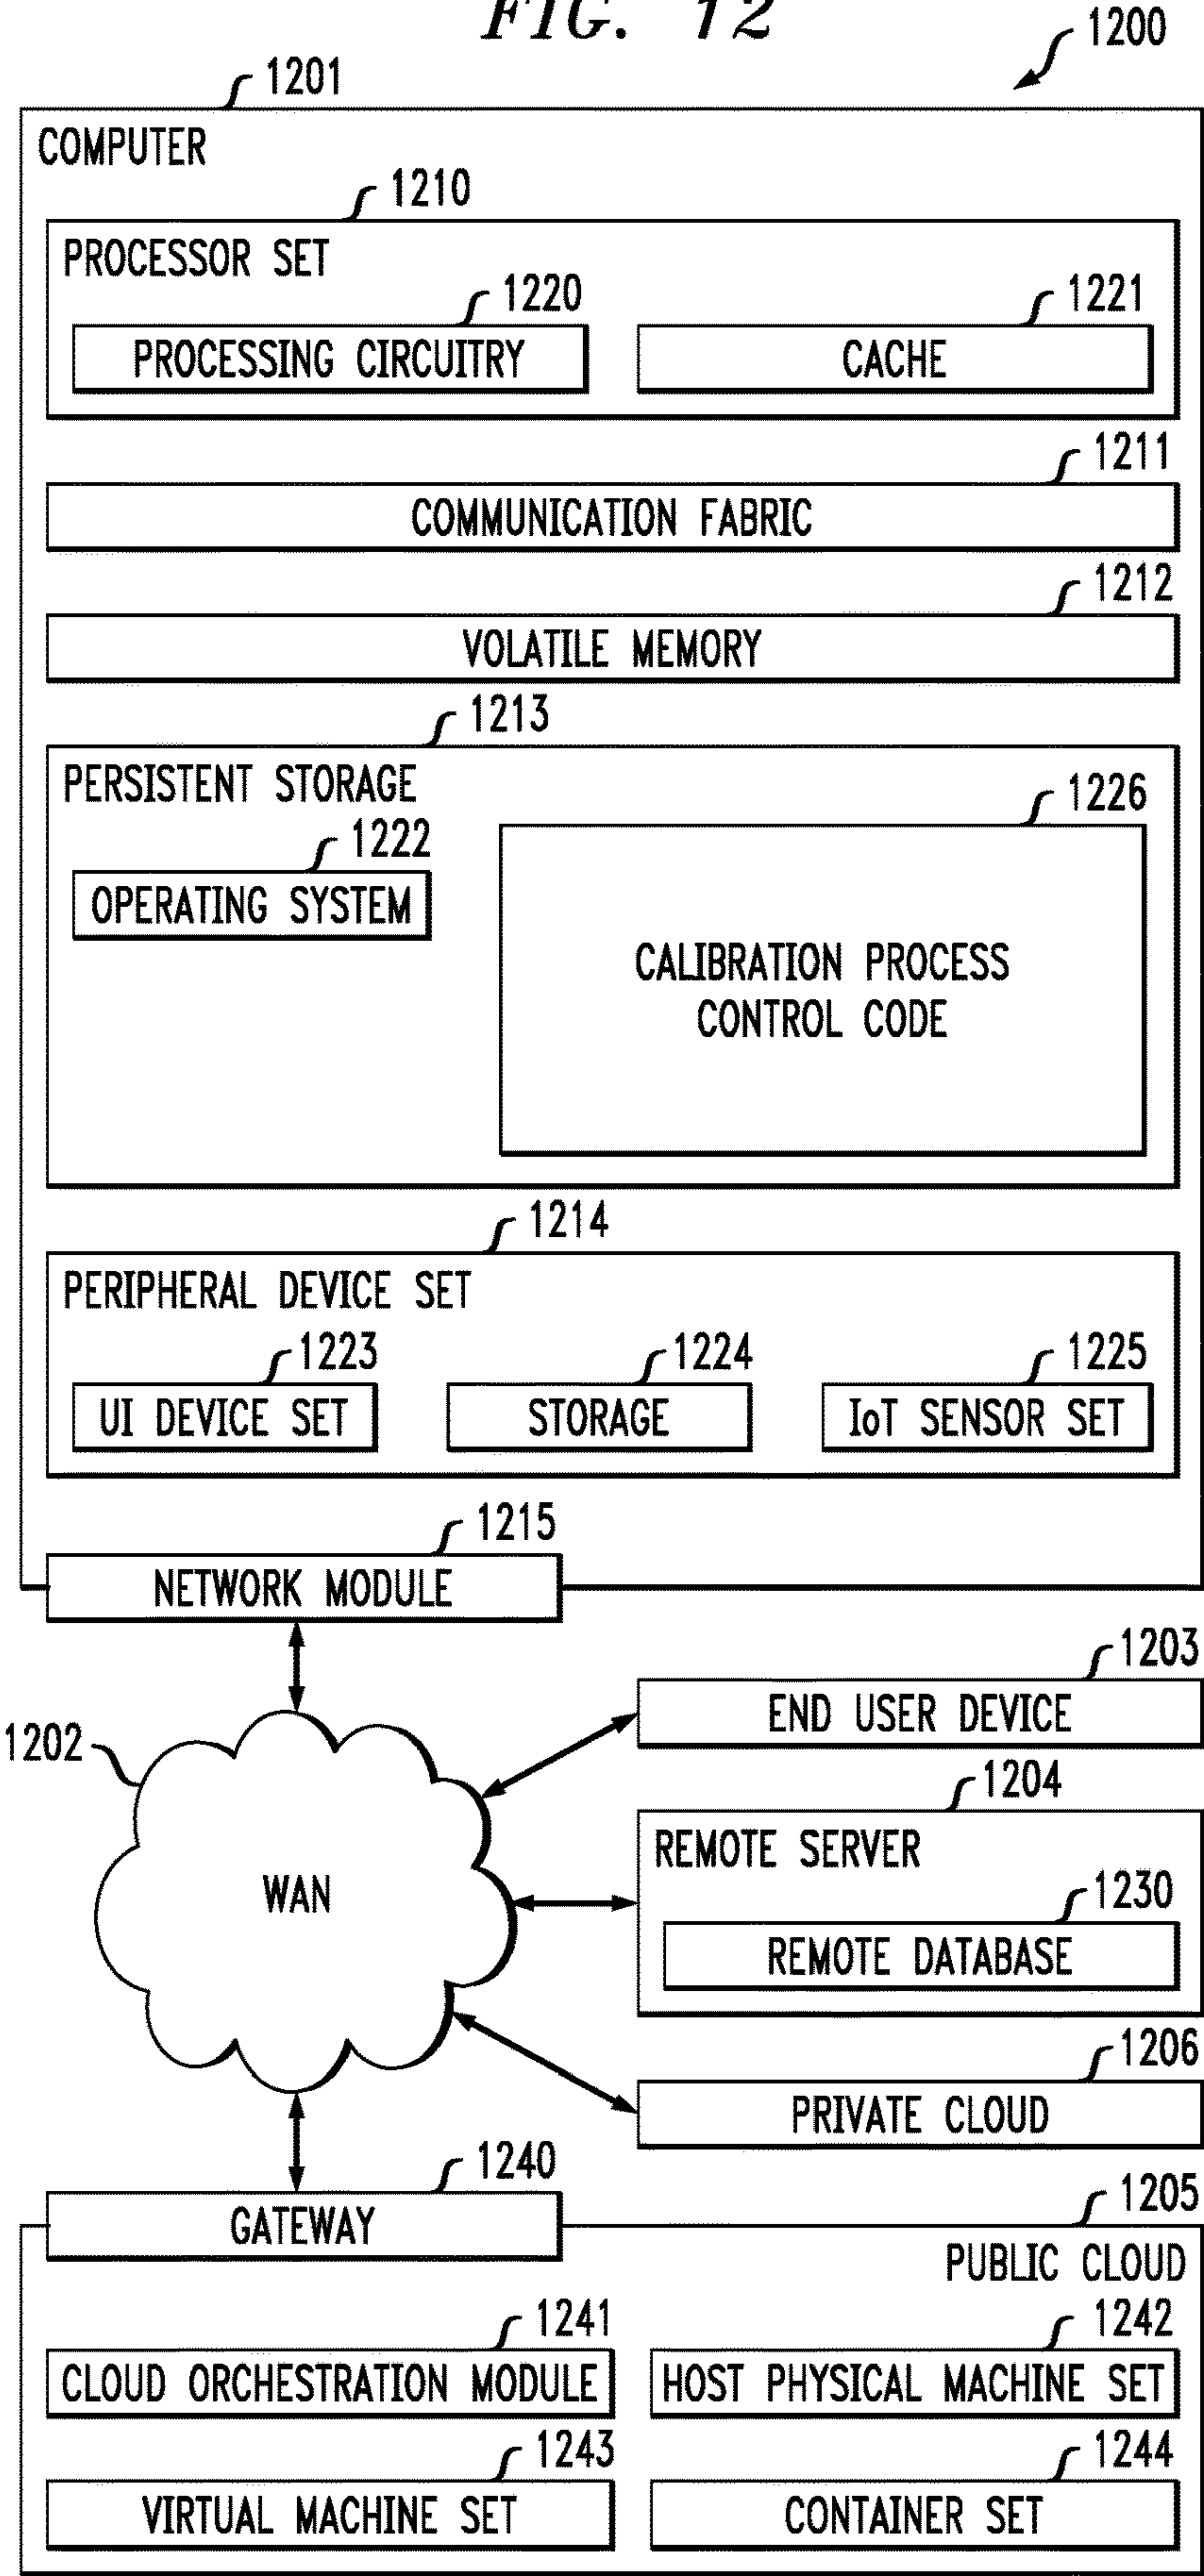 FIG. 12
1200
1201
COMPUTER
1210
PROCESSOR SET
1220
1221
PROCESSING CIRCUITRY
CACHE
1211
COMMUNICATION FABRIC
1212
VOLATILE MEMORY
1213
PERSISTENT STORAGE
1226
1222
OPERATING SYSTEM
CALIBRATION PROCESS
CONTROL CODE
1214
PERIPHERAL DEVICE SET
1223
1224
1225
UI DEVICE SET
STORAGE
IoT SENSOR SET
1215
NETWORK MODULE
1203
END USER DEVICE
1202
1204
REMOTE SERVER
WAN
1230
REMOTE DATABASE
1206
PRIVATE CLOUD
1240
1205
GATEWAY
PUBLIC CLOUD
1241
1242
CLOUD ORCHESTRATION MODULE
HOST PHYSICAL MACHINE SET
1243
1244
VIRTUAL MACHINE SET
CONTAINER SET